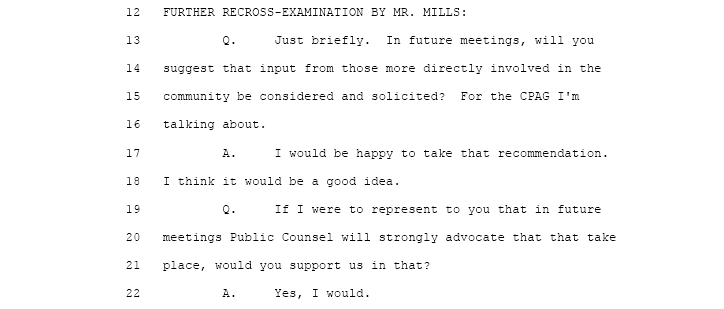 12 FURTHER RECROSS-EXAMINATION BY MR. MILLS:
13 Q. Just briefly. In future meetings, will you
14 suggest that input from those more directly involved in the
15 community be considered and solicited? For the CPAG I'm
16 talking about.
17 A. I would be happy to take that recommendation.
18 I think it would be a good idea.
19 Q. If I were to represent to you that in future
20 meetings Public Counsel will strongly advocate that that take
21 place, would you support us in that?
22 A. Yes, I would.